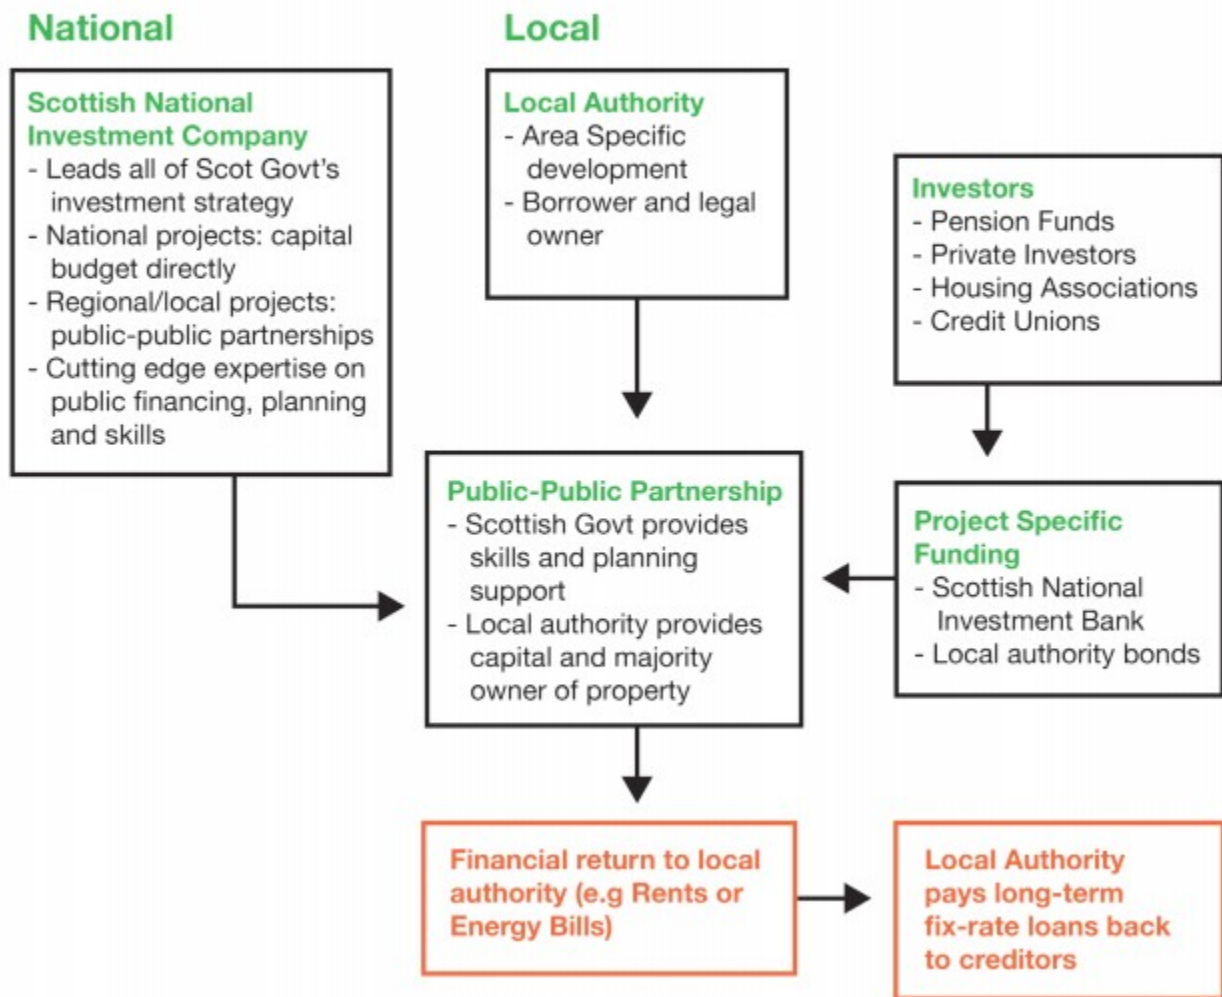 National
Local
Scottish National
Investment Company
- Leads all of Scot Govt's
investment strategy
- National projects: capital
budget directly
- Regional/local projects:
public-public partnerships
- Cutting edge expertise on
public financing, planning
and skills
Local Authority
- Area Specific
development
- Borrower and legal
owner
Investors
- Pension Funds
- Private Investors
- Housing Associations
- Credit Unions
Public-Public Partnership
- Scottish Govt provides
skills and planning
support
- Local authority provides
capital and majority
owner of property
Project Specific
Funding
- Scottish National
Investment Bank
- Local authority bonds
Financial return to local
authority (e.g Rents or
Energy Bills)
Local Authority
pays long-term
fix-rate loans back
to creditors